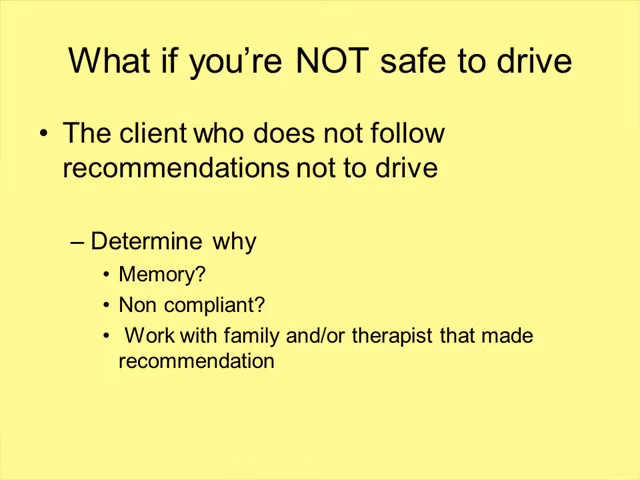 What if you're NOT safe to drive
• The client who does not follow
recommendations not to drive
– Determine why
• Memory?
• Non compliant?
• Work with family and/or therapist that made
recommendation